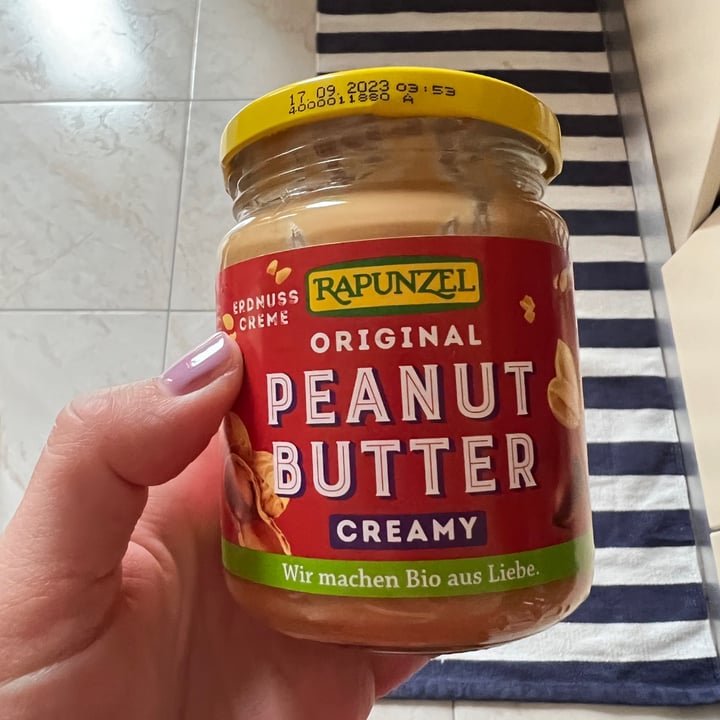 17. 09. 2023 03:53
4000011880 A
ERDNUSS
CREME
RAPUNZEL
ORIGINAL
PEANUT
BUTTER
CREAMY
Wir machen Bio aus Liebe.